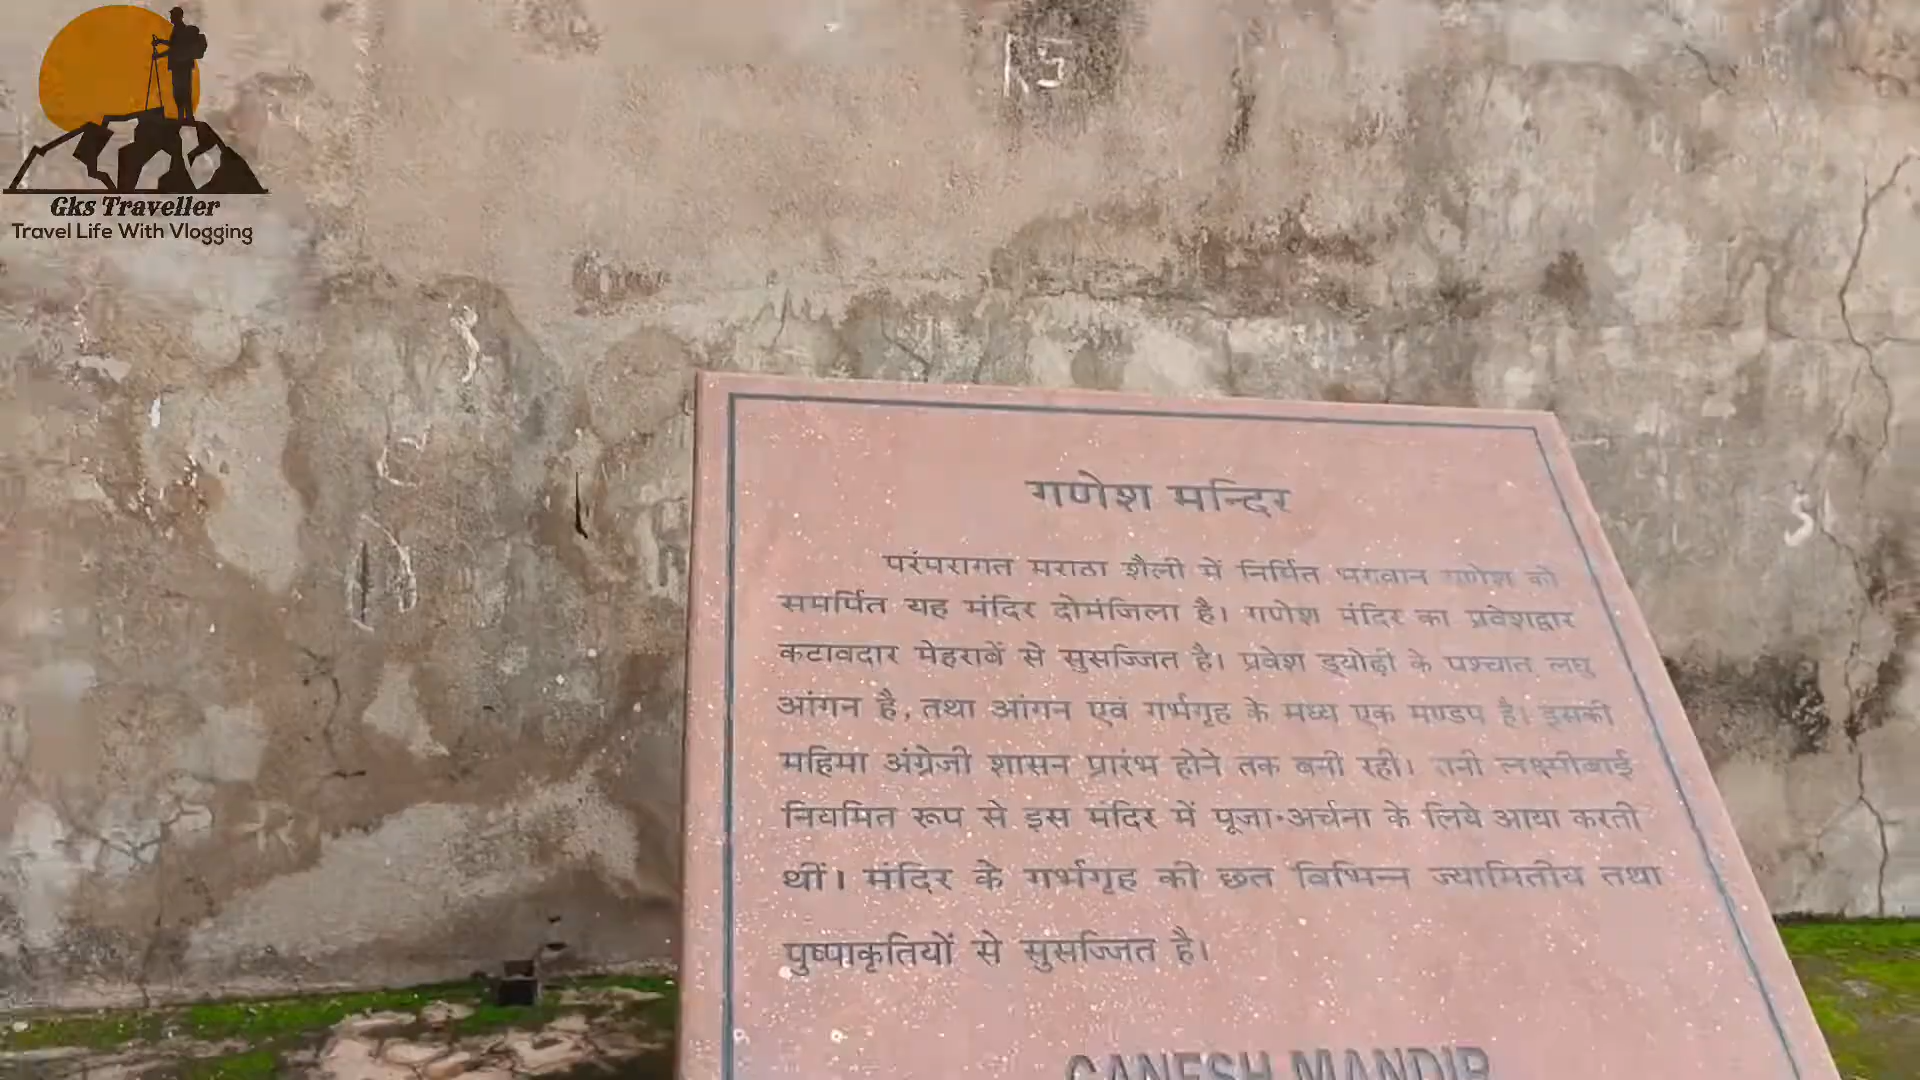 Gks Traveller
Travel Life With Vlogging
RS
गणेश मन्दिर
परंपरागत मराठा शैली में निर्मित भगवान गणेश को
समर्पित यह मंदिर दोमंजिला है। गणेश मंदिर का प्रवेशद्वार
कटावदार मेहराबें से सुसज्जित है। प्रवेश ड्योढ़ी के पश्चात लघु
आंगन है, तथा आंगन एवं गर्भगृह के मध्य एक मण्डप है। इसकी
महिमा अंग्रेजी शासन प्रारंभ होने तक बनी रही। रानी लक्ष्मीबाई
नियमित रूप से इस मंदिर में पूजा-अर्चना के लिये आया करती
थीं। मंदिर के गर्भगृह की छत विभिन्न ज्यामितीय तथा
पुष्पाकृतियों से सुसज्जित है।
GANESH MANDIR